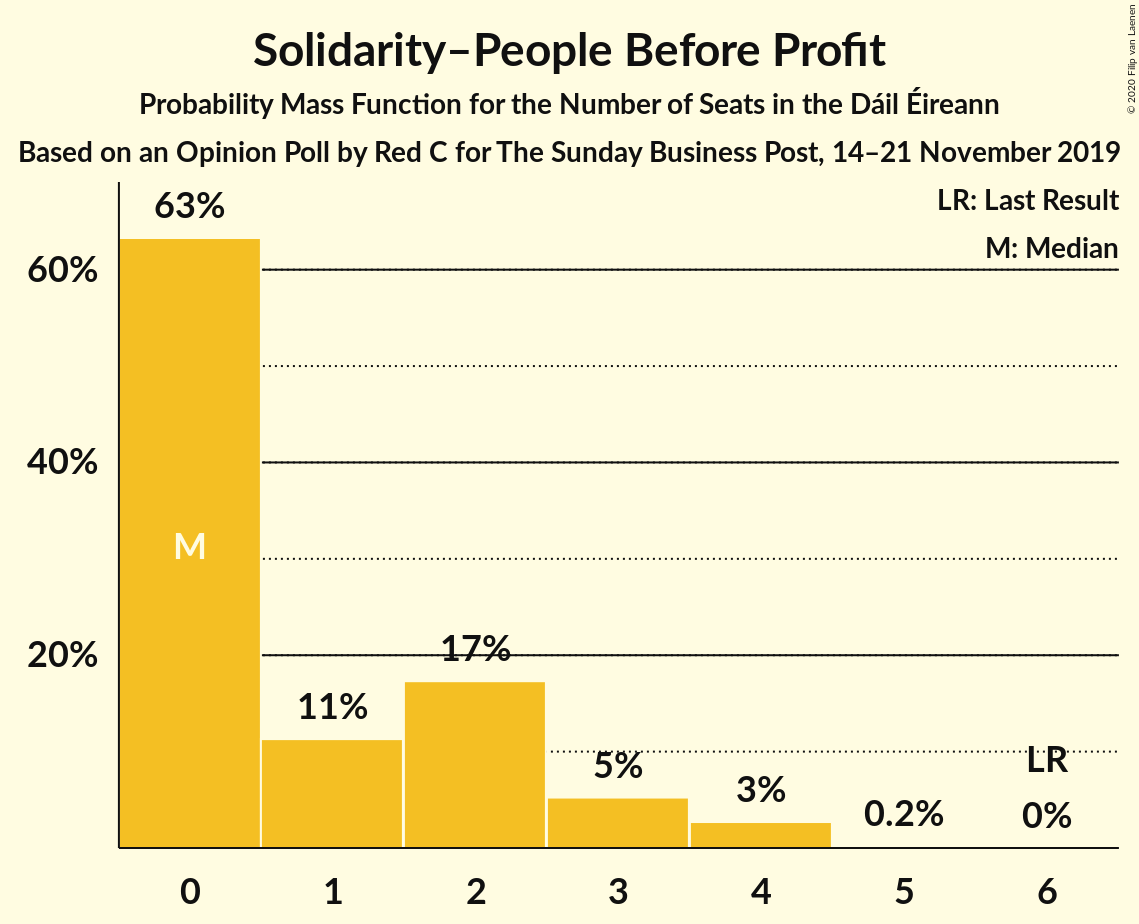 Solidarity–People Before Profit
Probability Mass Function for the Number of Seats in the Dáil Éireann
Based on an Opinion Poll by Red C for The Sunday Business Post, 14–21 November 2019
© 2020 Filip van Laenen
LR: Last Result
M: Median
63%
60%
40%
M
20%
17%
11%
5%
3%
0.2%
LR
0%
0 1 2 3 4 5 6